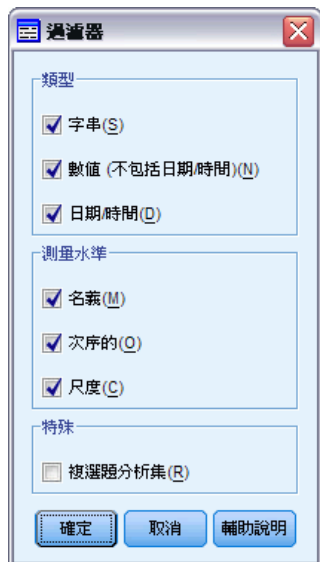 過濾器
類型
字串(S)
數值 (不包括日期/時間)(N)
日期/時間(D)
測量水準
名義(M)
次序的(O)
尺度(C)
特殊
複選題分析集(R)
確定 取消 輔助說明